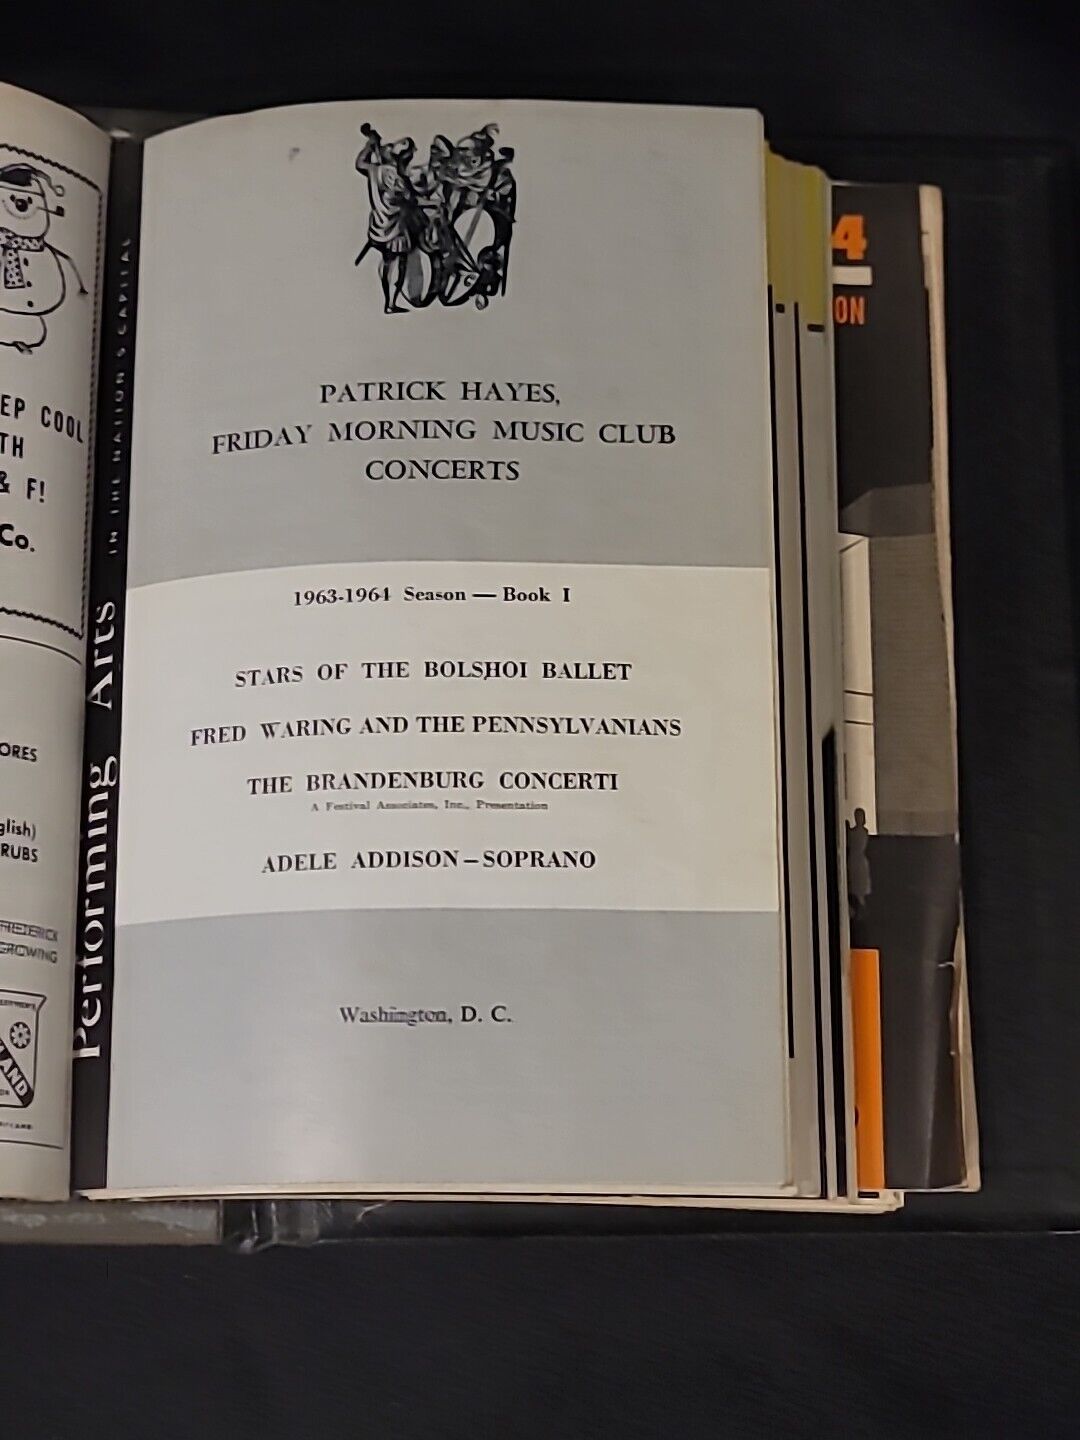 EP COOL
TH
& F!
Co.
ORES
glish)
RUBS
FREDERICK
GROWING
LAND
Performing Arts IN THE NATION'S CAPITAL
PATRICK HAYES,
FRIDAY MORNING MUSIC CLUB
CONCERTS
1963-1964 Season — Book I
STARS OF THE BOLSHOI BALLET
FRED WARING AND THE PENNSYLVANIANS
THE BRANDENBURG CONCERTI
A Festival Associates, Inc., Presentation
ADELE ADDISON — SOPRANO
Washington, D. C.
4
ON